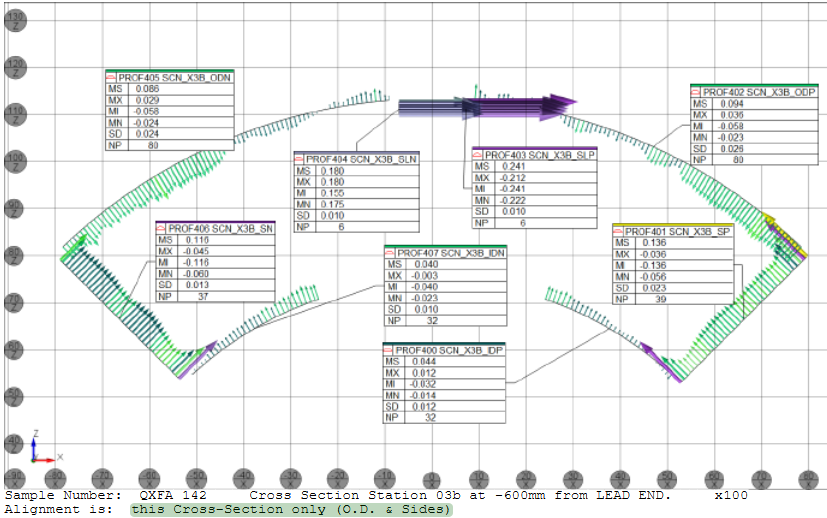 PROF405 SCN_X3B_ODN
MS 0.086
MX 0.029
MI -0.058
MN -0.024
SD 0.024
NP 80
PROF402 SCN_X3B_ODP
MS 0.094
MX 0.036
MI -0.058
MN -0.023
SD 0.026
NP 80
PROF404 SCN_X3B_SLN
MS 0.180
MX 0.180
MI 0.155
MN 0.175
SD 0.010
NP 6
PROF403 SCN_X3B_SLP
MS 0.241
MX -0.212
MI -0.241
MN -0.222
SD 0.010
NP 6
PROF406 SCN_X3B_SN
MS 0.116
MX -0.045
MI -0.116
MN -0.060
SD 0.013
NP 37
PROF407 SCN_X3B_IDN
MS 0.040
MX -0.003
MI -0.040
MN -0.023
SD 0.010
NP 32
PROF401 SCN_X3B_SP
MS 0.136
MX -0.036
MI -0.136
MN -0.056
SD 0.023
NP 39
PROF400 SCN_X3B_IDP
MS 0.044
MX 0.012
MI -0.032
MN -0.014
SD 0.012
NP 32
Z
X
Sample Number: QXFA 142 Cross Section Station 03b at -600mm from LEAD END. x100
Alignment is: this Cross-Section only (O.D. & Sides)